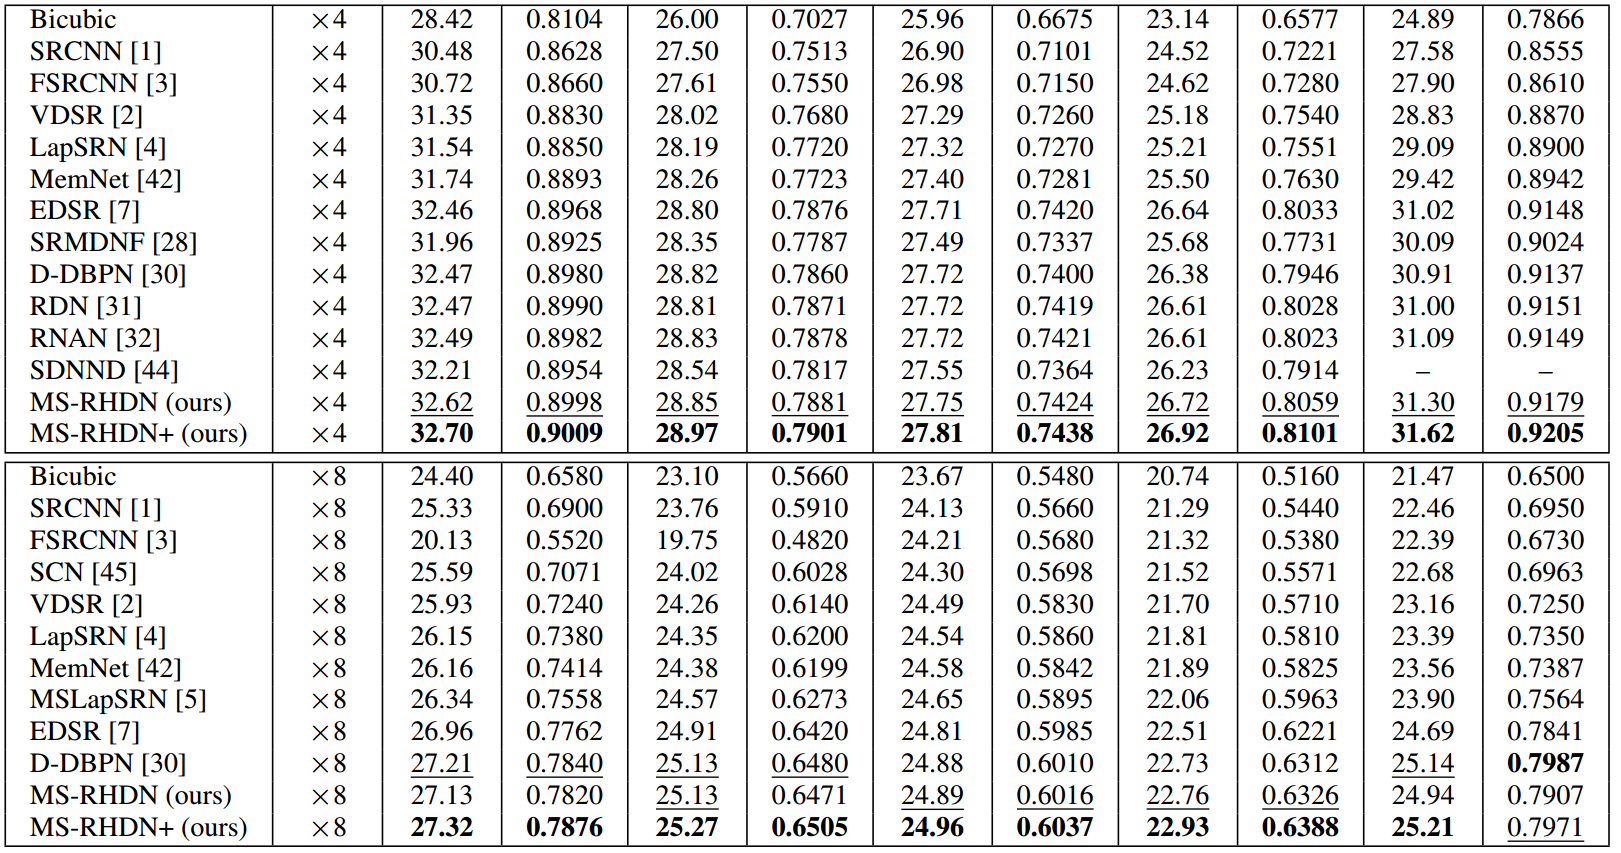 Bicubic ×4 28.42 0.8104 26.00 0.7027 25.96 0.6675 23.14 0.6577 24.89 0.7866
SRCNN [1] ×4 30.48 0.8628 27.50 0.7513 26.90 0.7101 24.52 0.7221 27.58 0.8555
FSRCNN [3] ×4 30.72 0.8660 27.61 0.7550 26.98 0.7150 24.62 0.7280 27.90 0.8610
VDSR [2] ×4 31.35 0.8830 28.02 0.7680 27.29 0.7260 25.18 0.7540 28.83 0.8870
LapSRN [4] ×4 31.54 0.8850 28.19 0.7720 27.32 0.7270 25.21 0.7551 29.09 0.8900
MemNet [42] ×4 31.74 0.8893 28.26 0.7723 27.40 0.7281 25.50 0.7630 29.42 0.8942
EDSR [7] ×4 32.46 0.8968 28.80 0.7876 27.71 0.7420 26.64 0.8033 31.02 0.9148
SRMDNF [28] ×4 31.96 0.8925 28.35 0.7787 27.49 0.7337 25.68 0.7731 30.09 0.9024
D-DBPN [30] ×4 32.47 0.8980 28.82 0.7860 27.72 0.7400 26.38 0.7946 30.91 0.9137
RDN [31] ×4 32.47 0.8990 28.81 0.7871 27.72 0.7419 26.61 0.8028 31.00 0.9151
RNAN [32] ×4 32.49 0.8982 28.83 0.7878 27.72 0.7421 26.61 0.8023 31.09 0.9149
SDNND [44] ×4 32.21 0.8954 28.54 0.7817 27.55 0.7364 26.23 0.7914 – –
MS-RHDN (ours) ×4 32.62 0.8998 28.85 0.7881 27.75 0.7424 26.72 0.8059 31.30 0.9179
MS-RHDN+ (ours) ×4 32.70 0.9009 28.97 0.7901 27.81 0.7438 26.92 0.8101 31.62 0.9205
Bicubic ×8 24.40 0.6580 23.10 0.5660 23.67 0.5480 20.74 0.5160 21.47 0.6500
SRCNN [1] ×8 25.33 0.6900 23.76 0.5910 24.13 0.5660 21.29 0.5440 22.46 0.6950
FSRCNN [3] ×8 20.13 0.5520 19.75 0.4820 24.21 0.5680 21.32 0.5380 22.39 0.6730
SCN [45] ×8 25.59 0.7071 24.02 0.6028 24.30 0.5698 21.52 0.5571 22.68 0.6963
VDSR [2] ×8 25.93 0.7240 24.26 0.6140 24.49 0.5830 21.70 0.5710 23.16 0.7250
LapSRN [4] ×8 26.15 0.7380 24.35 0.6200 24.54 0.5860 21.81 0.5810 23.39 0.7350
MemNet [42] ×8 26.16 0.7414 24.38 0.6199 24.58 0.5842 21.89 0.5825 23.56 0.7387
MSLapSRN [5] ×8 26.34 0.7558 24.57 0.6273 24.65 0.5895 22.06 0.5963 23.90 0.7564
EDSR [7] ×8 26.96 0.7762 24.91 0.6420 24.81 0.5985 22.51 0.6221 24.69 0.7841
D-DBPN [30] ×8 27.21 0.7840 25.13 0.6480 24.88 0.6010 22.73 0.6312 25.14 0.7987
MS-RHDN (ours) ×8 27.13 0.7820 25.13 0.6471 24.89 0.6016 22.76 0.6326 24.94 0.7907
MS-RHDN+ (ours) ×8 27.32 0.7876 25.27 0.6505 24.96 0.6037 22.93 0.6388 25.21 0.7971